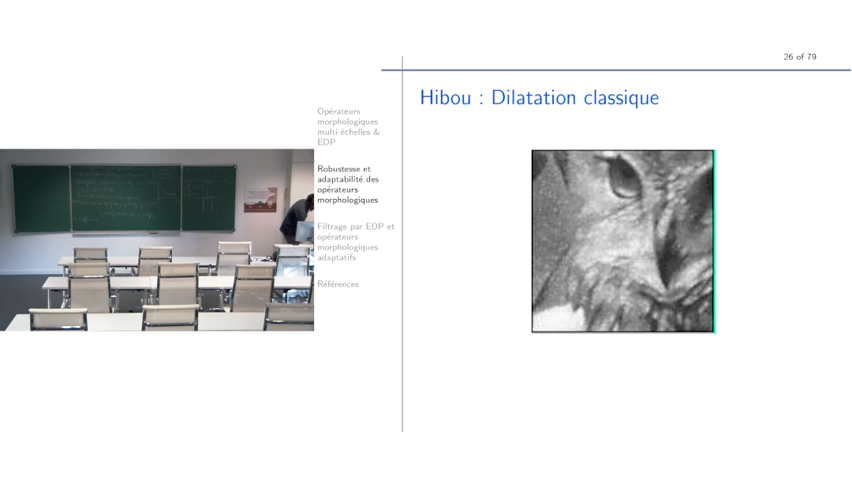 26 of 79
Hibou : Dilatation classique
Opérateurs
morphologiques
multi-échelles &
EDP
Robustesse et
adaptabilité des
opérateurs
morphologiques
Filtrage par EDP et
opérateurs
morphologiques
adaptatifs
Références